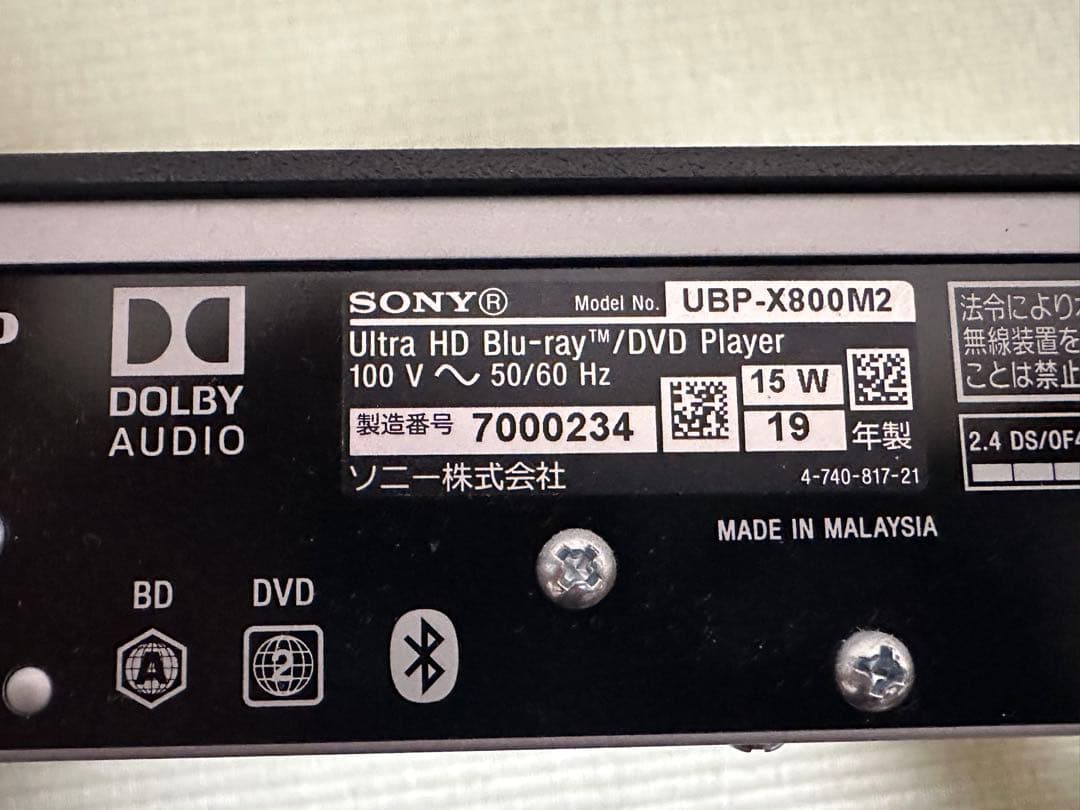 DOLBY
AUDIO
SONY® Model No. UBP-X800M2
Ultra HD Blu-ray™/DVD Player
100 V ～ 50/60 Hz
15 W
製造番号 7000234
19 年製
ソニー株式会社
4-740-817-21
MADE IN MALAYSIA
法令により
無線装置を
ことは禁止
2.4 DS/OF4
BD
A
DVD
2